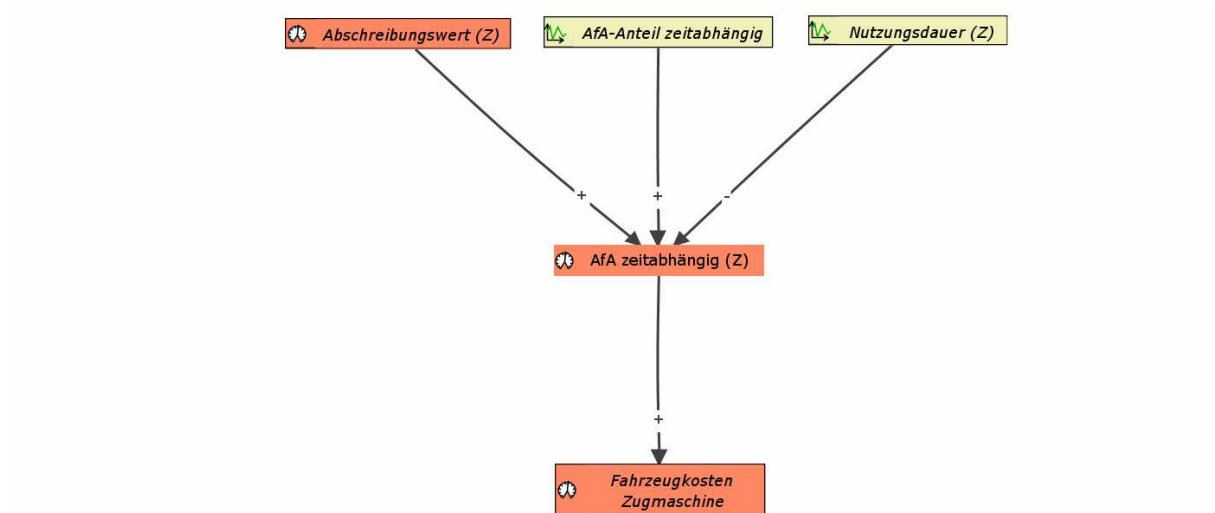 Abschreibungswert (Z)
AfA-Anteil zeitabhängig
Nutzungsdauer (Z)
+
+
-
AfA zeitabhängig (Z)
+
Fahrzeugkosten
Zugmaschine